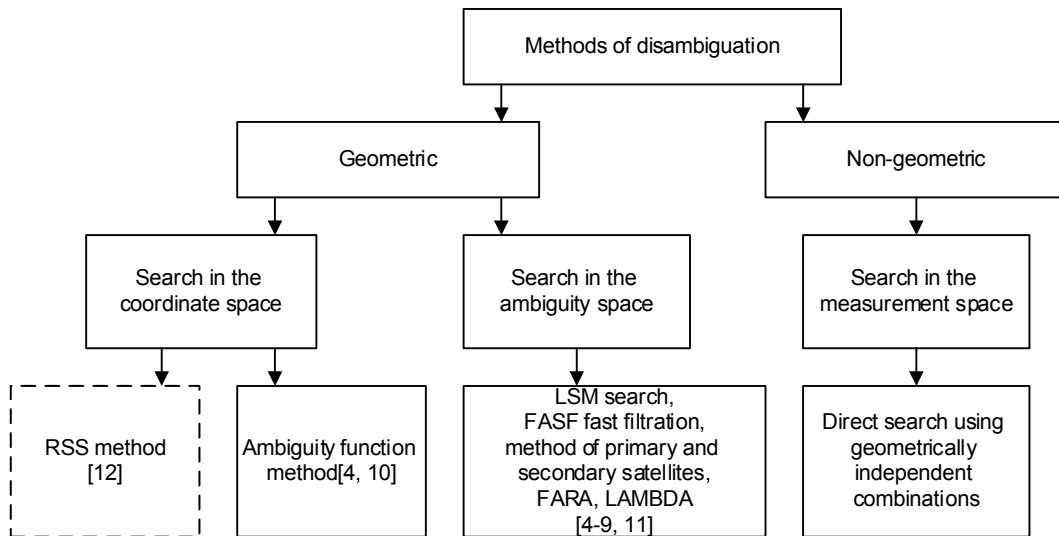 Methods of disambiguation
Geometric
Non-geometric
Search in the
coordinate space
Search in the
ambiguity space
Search in the
measurement space
RSS method
[12]
Ambiguity function
method[4, 10]
LSM search,
FASF fast filtration,
method of primary and
secondary satellites,
FARA, LAMBDA
[4-9, 11]
Direct search using
geometrically
independent
combinations